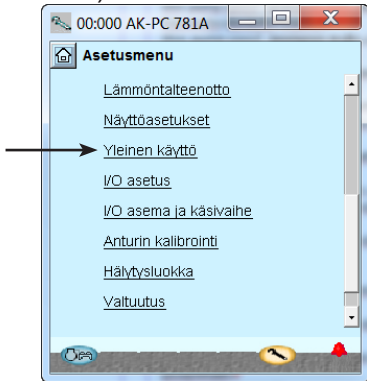 00:000 AK-PC 781A
Asetusmenu
Lämmöntalteenotto
Näyttöasetukset
Yleinen käyttö
I/O asetus
I/O asema ja käsivaihe
Anturin kalibrointi
Hälytysluokka
Valtuutus